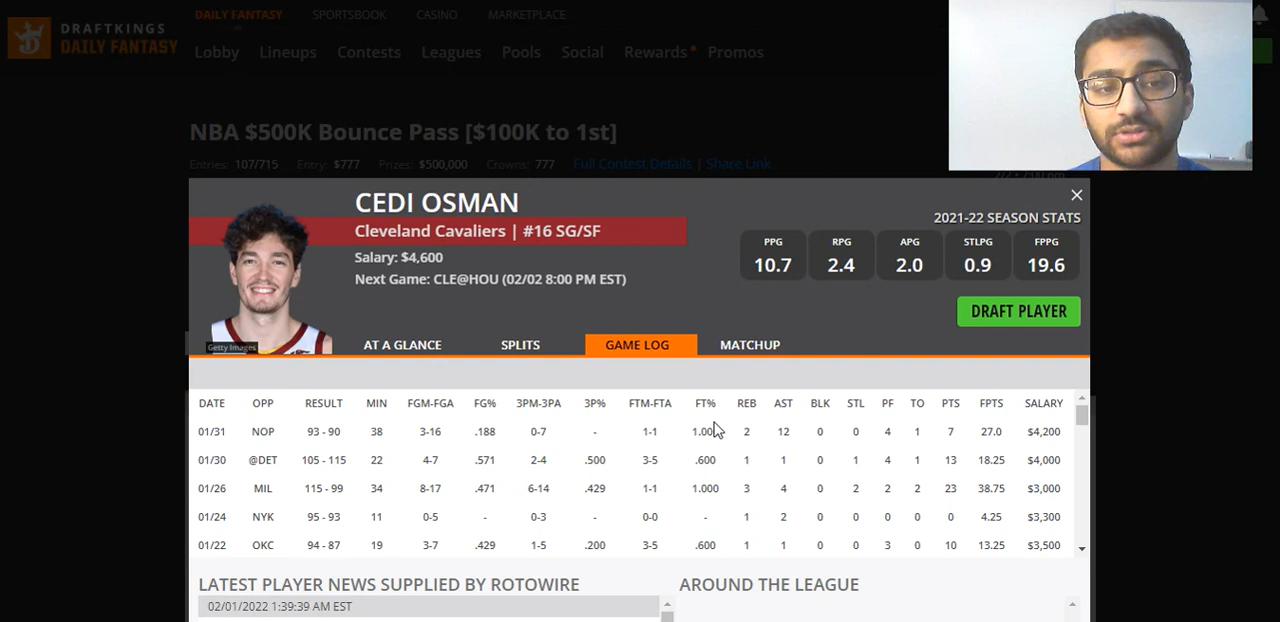 DRAFTKINGS
DAILY FANTASY
DAILY FANTASY SPORTSBOOK CASINO MARKETPLACE
Lobby Lineups Contests Leagues Pools Social Rewards Promos
NBA $500K Bounce Pass [$100K to 1st]
Entries: 107/715 Entry: $777 Prizes: $500,000 Crowns: 777 Full Contest Details | Share Link
CEDI OSMAN
Cleveland Cavaliers | #16 SG/SF
Salary: $4,600
Next Game: CLE@HOU (02/02 8:00 PM EST)
2021-22 SEASON STATS
PPG RPG APG STLPG FPPG
10.7 2.4 2.0 0.9 19.6
DRAFT PLAYER
Getty Images
AT A GLANCE SPLITS GAME LOG MATCHUP
DATE OPP RESULT MIN FGM-FGA FG% 3PM-3PA 3P% FTM-FTA FT% REB AST BLK STL PF TO PTS FPTS SALARY
01/31 NOP 93 - 90 38 3-16 .188 0-7 - 1-1 1.000 2 12 0 0 4 1 7 27.0 $4,200
01/30 @DET 105 - 115 22 4-7 .571 2-4 .500 3-5 .600 1 1 0 1 4 1 13 18.25 $4,000
01/26 MIL 115 - 99 34 8-17 .471 6-14 .429 1-1 1.000 3 4 0 2 2 2 23 38.75 $3,000
01/24 NYK 95 - 93 11 0-5 - 0-3 - 0-0 - 1 2 0 0 0 0 0 4.25 $3,300
01/22 OKC 94 - 87 19 3-7 .429 1-5 .200 3-5 .600 1 1 0 0 3 0 10 13.25 $3,500
LATEST PLAYER NEWS SUPPLIED BY ROTOWIRE
AROUND THE LEAGUE
02/01/2022 1:39:39 AM EST